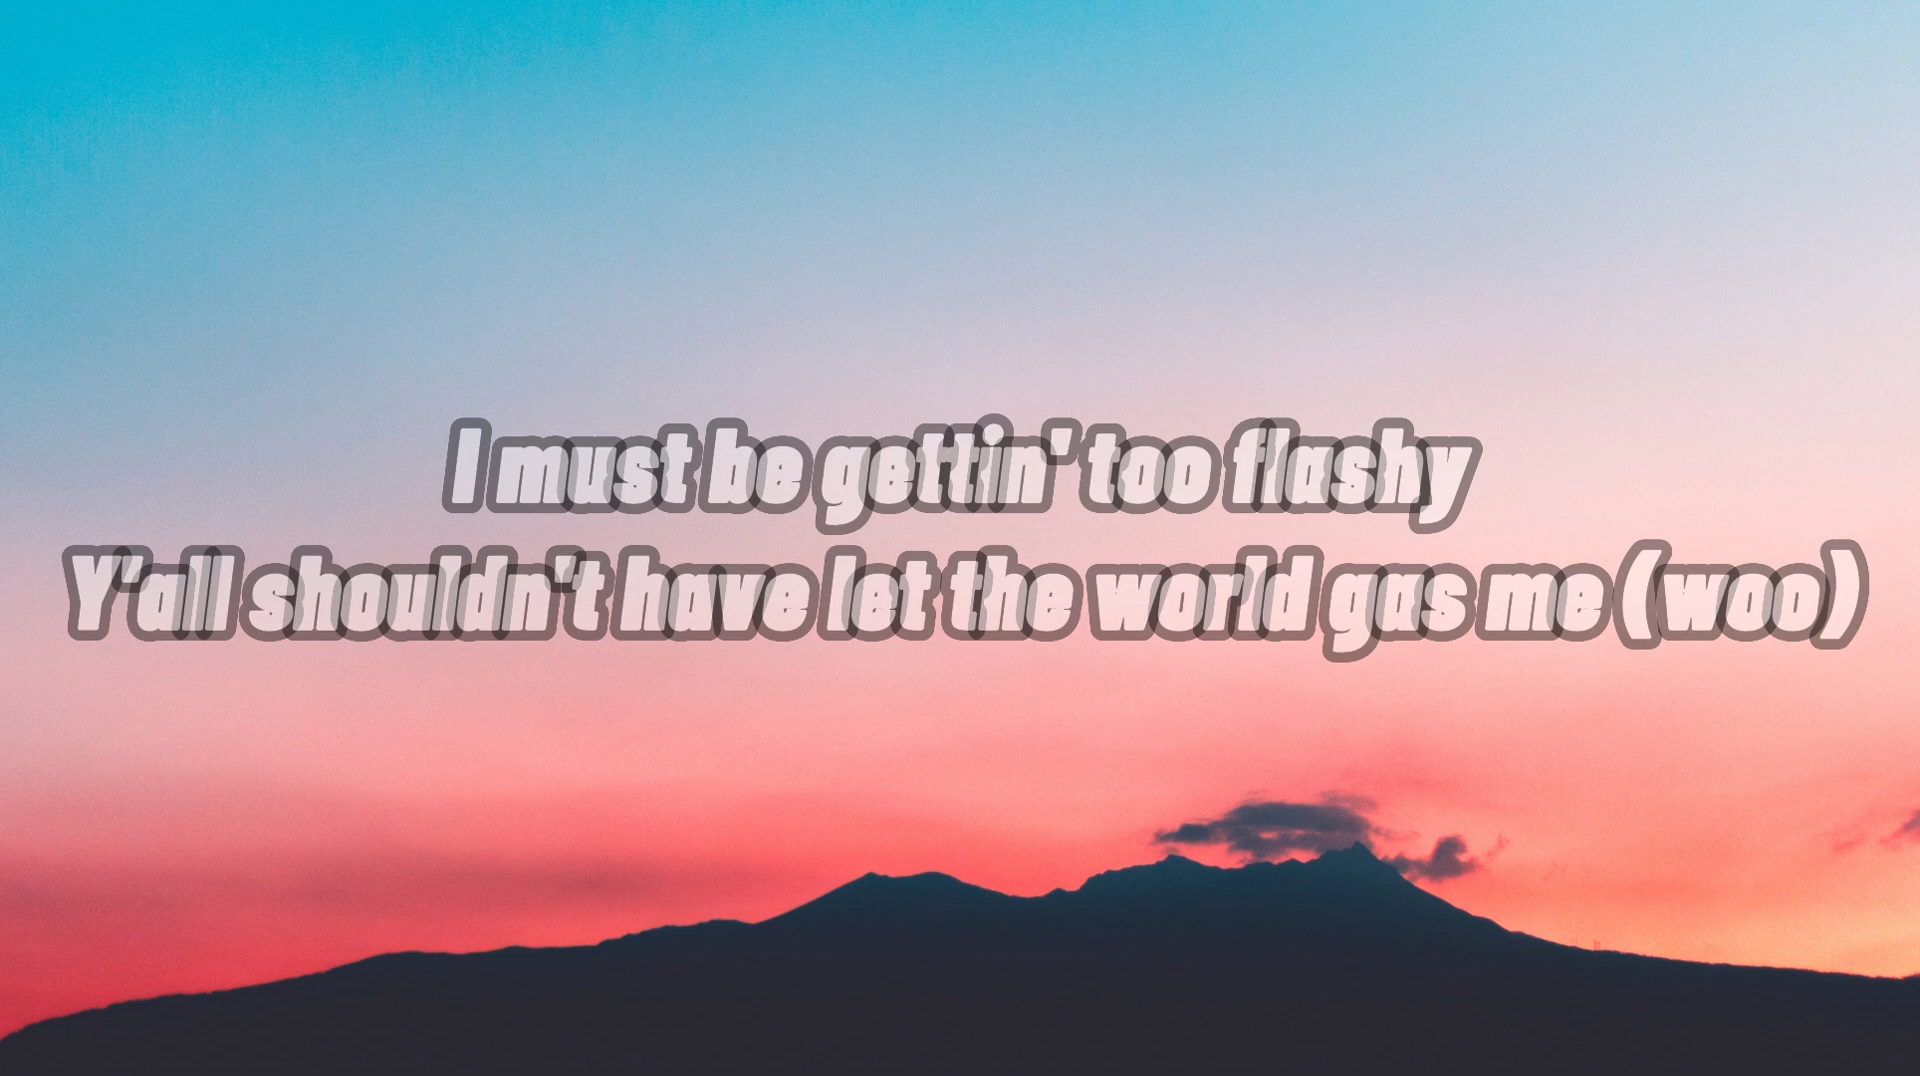 I must be gettin' too flashy
Y'all shouldn't have let the world gas me (woo)